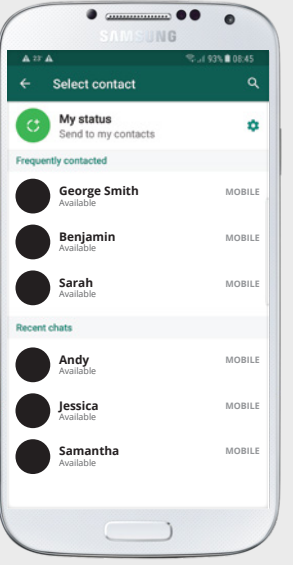 SAMSUNG
22° 93% 08:45
Select contact
My status
Send to my contacts
Frequently contacted
George Smith MOBILE
Available
Benjamin MOBILE
Available
Sarah MOBILE
Available
Recent chats
Andy MOBILE
Available
Jessica MOBILE
Available
Samantha MOBILE
Available